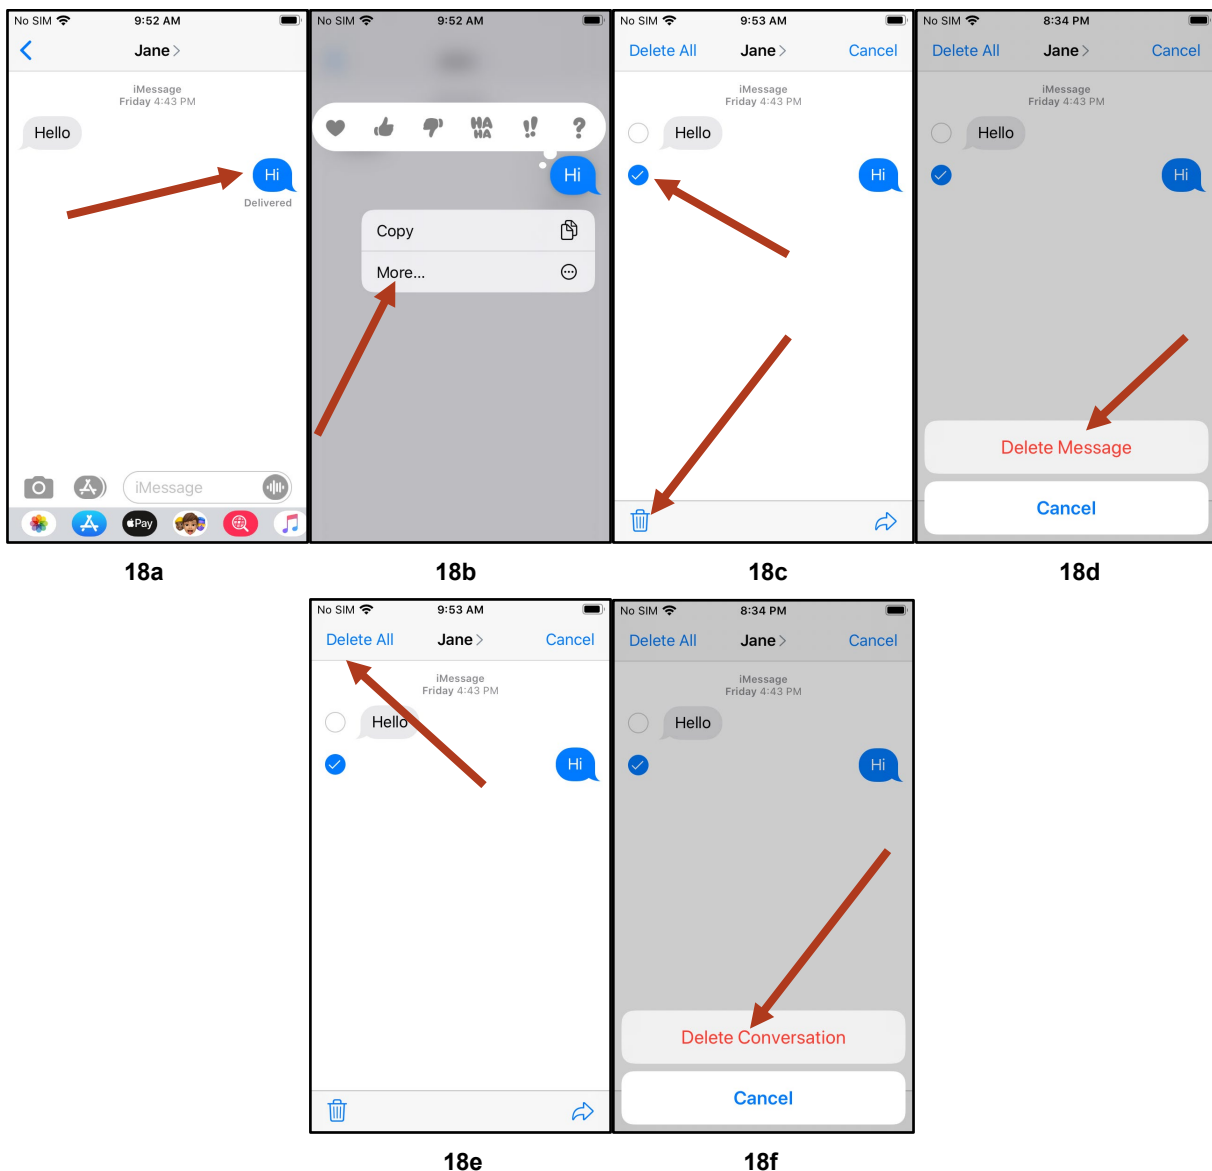 No SIM 9:52 AM
Jane
iMessage
Friday 4:43 PM
Hello
Hi
Delivered
iMessage
Pay
18a
No SIM 9:52 AM
HA
HA
!!
?
Hi
Copy
More...
18b
No SIM 9:53 AM
Delete All Jane Cancel
iMessage
Friday 4:43 PM
Hello
Hi
18c
No SIM 8:34 PM
Delete All Jane Cancel
iMessage
Friday 4:43 PM
Hello
Hi
Delete Message
Cancel
18d
No SIM 9:53 AM
Delete All Jane Cancel
iMessage
Friday 4:43 PM
Hello
Hi
18e
No SIM 8:34 PM
Delete All Jane Cancel
iMessage
Friday 4:43 PM
Hello
Hi
Delete Conversation
Cancel
18f